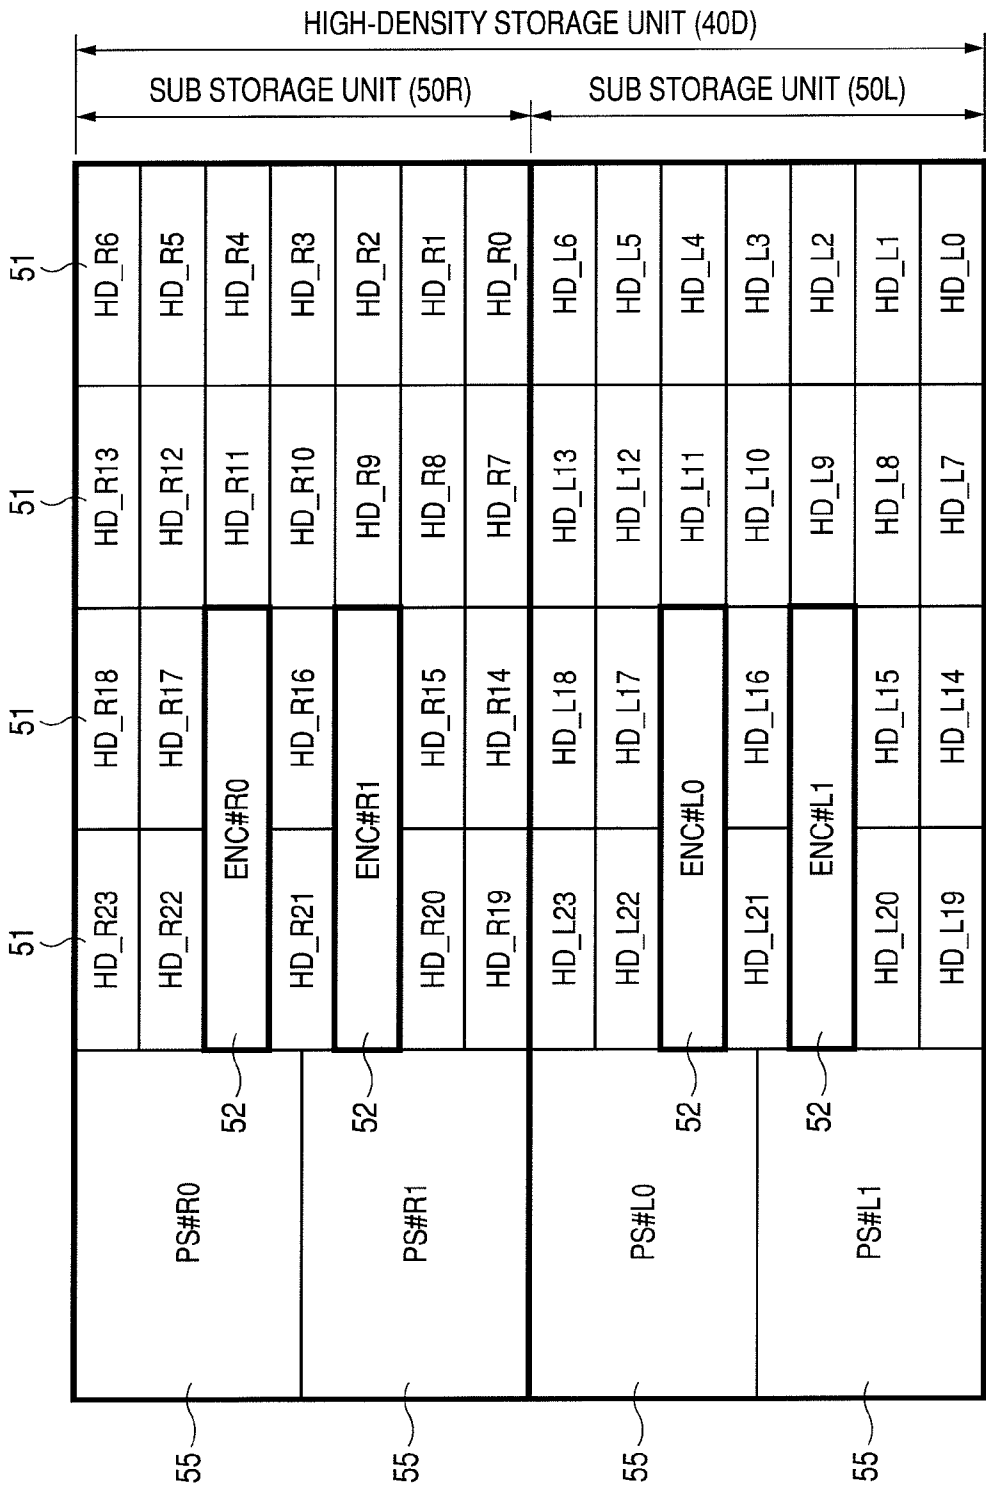 HIGH-DENSITY STORAGE UNIT (40D)
SUB STORAGE UNIT (50R)
SUB STORAGE UNIT (50L)
51
HD_R6
HD_R5
HD_R4
HD_R3
HD_R2
HD_R1
HD_R0
HD_L6
HD_L5
HD_L4
HD_L3
HD_L2
HD_L1
HD_L0
51
HD_R13
HD_R12
HD_R11
HD_R10
HD_R9
HD_R8
HD_R7
HD_L13
HD_L12
HD_L11
HD_L10
HD_L9
HD_L8
HD_L7
51
HD_R18
HD_R17
HD_R16
HD_R15
HD_R14
HD_L18
HD_L17
HD_L16
HD_L15
HD_L14
ENC#R0
ENC#R1
ENC#L0
ENC#L1
51
HD_R23
HD_R22
HD_R21
HD_R20
HD_R19
HD_L23
HD_L22
HD_L21
HD_L20
HD_L19
52
52
52
52
PS#R0
PS#R1
PS#L0
PS#L1
55
55
55
55